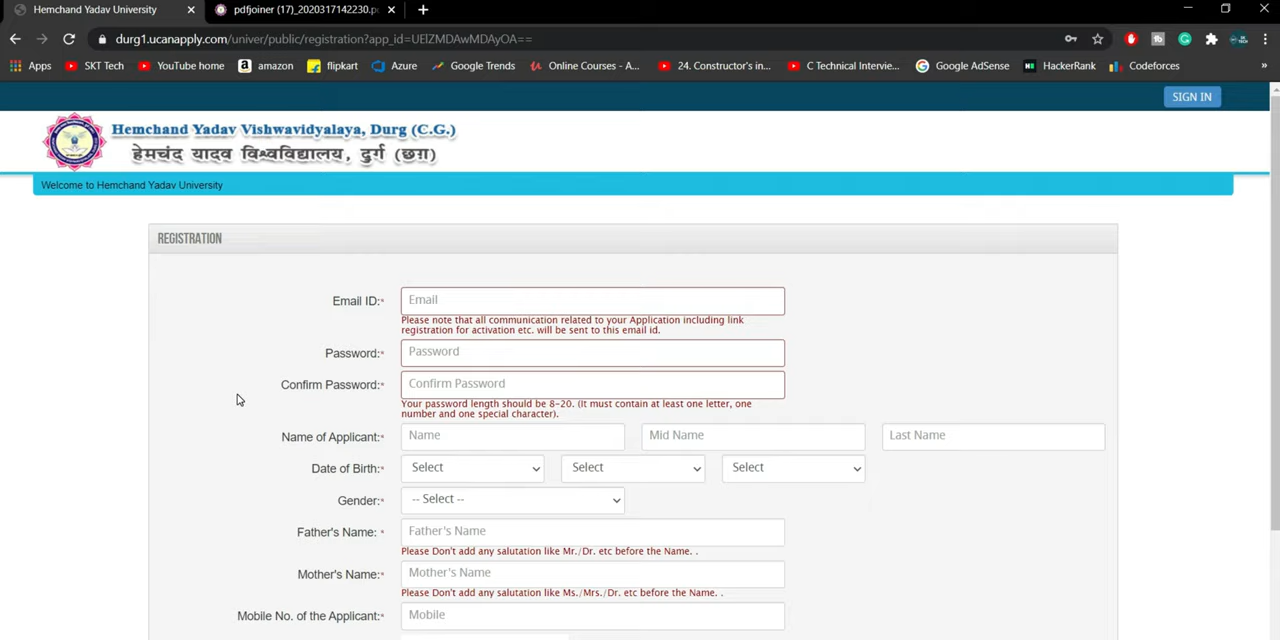 Hemchand Yadav University
pdfjoiner (17)_2020317142230.p
durg1.ucanapply.com/univer/public/registration?app_id=UElZMDAwMDAyOA==
Apps SKT Tech YouTube home amazon flipkart Azure Google Trends Online Courses - A... 24. Constructor's in... C Technical Intervie... Google AdSense HackerRank Codeforces »
SIGN IN
Hemchand Yadav Vishwavidyalaya, Durg (C.G.)
हेमचंद यादव विश्वविद्यालय, दुर्ग (छग़)
Welcome to Hemchand Yadav University
REGISTRATION
Email ID:* Email
Please note that all communication related to your Application including link
registration for activation etc. will be sent to this email id.
Password:* Password
Confirm Password:* Confirm Password
Your password length should be 8-20. (It must contain at least one letter, one
number and one special character).
Name of Applicant:* Name Mid Name Last Name
Date of Birth:* Select Select Select
Gender:* -- Select --
Father's Name: * Father's Name
Please Don't add any salutation like Mr./Dr. etc before the Name. .
Mother's Name:* Mother's Name
Please Don't add any salutation like Ms./Mrs./Dr. etc before the Name. .
Mobile No. of the Applicant:* Mobile